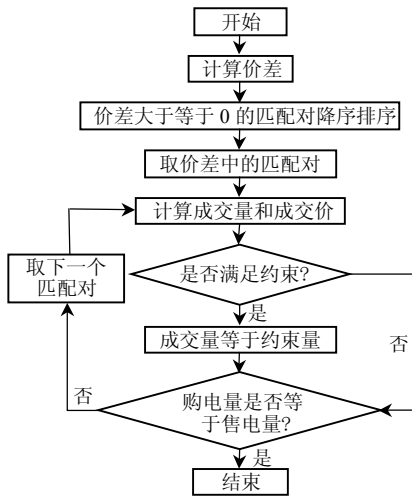 开始
计算价差
价差大于等于 0 的匹配对降序排序
取价差中的匹配对
计算成交量和成交价
取下一个
匹配对
是否满足约束?
是
成交量等于约束量
否
否
购电量是否等
于售电量?
是
结束